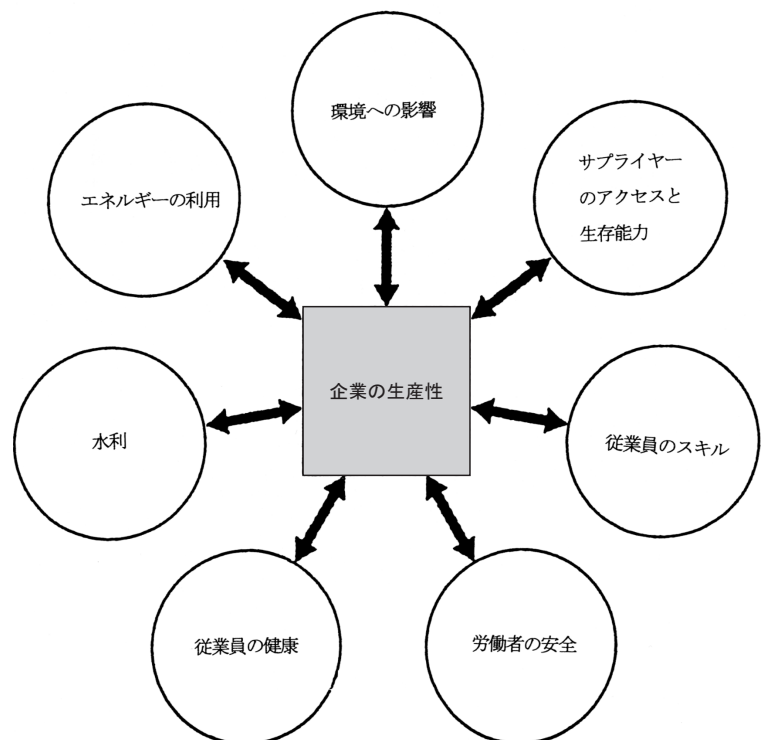 環境への影響
サプライヤー
のアクセスと
生存能力
エネルギーの利用
企業の生産性
従業員のスキル
水利
従業員の健康
労働者の安全